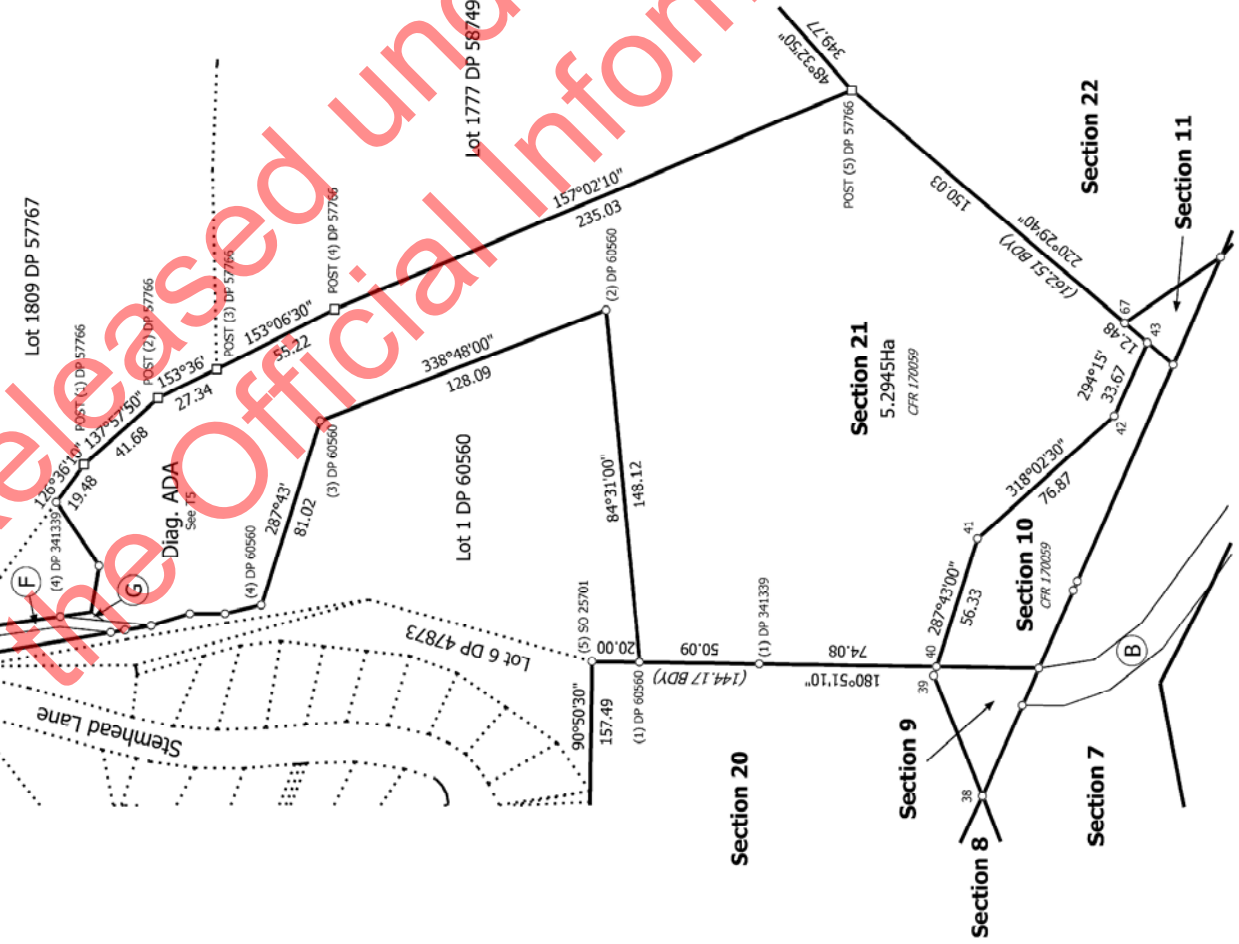 Lot 1809 DP 57767
Lot 1777 DP 58749
Released und
the Official Inform
F
(4) DP 341339
126°36'10"
19.48
POST (1) DP 57766
137°57'50"
41.68
POST (2) DP 57766
153°36'
27.34
POST (3) DP 57766
153°06'30"
55.22
POST (4) DP 57766
157°02'10"
235.03
48°32'50"
349.77
POST (5) DP 57766
G
Diag. ADA
See T5
(4) DP 60560
287°43'
81.02
(3) DP 60560
338°48'00"
128.09
(2) DP 60560
Lot 1 DP 60560
84°31'00"
148.12
Lot 6 DP 47873
Stemhead Lane
(5) SO 25701
90°50'30"
157.49
20.00
(1) DP 60560
50.09
(144.17 BDY)
(1) DP 341339
74.08
180°51'10"
150.03
220°29'40"
(162.51 BDY)
Section 22
Section 11
Section 21
5.2945Ha
CFR 170059
67
12.48
43
294°15'
33.67
42
318°02'30"
76.87
41
287°43'00"
56.33
40
39
Section 10
CFR 170059
B
Section 20
Section 9
38
Section 8
Section 7